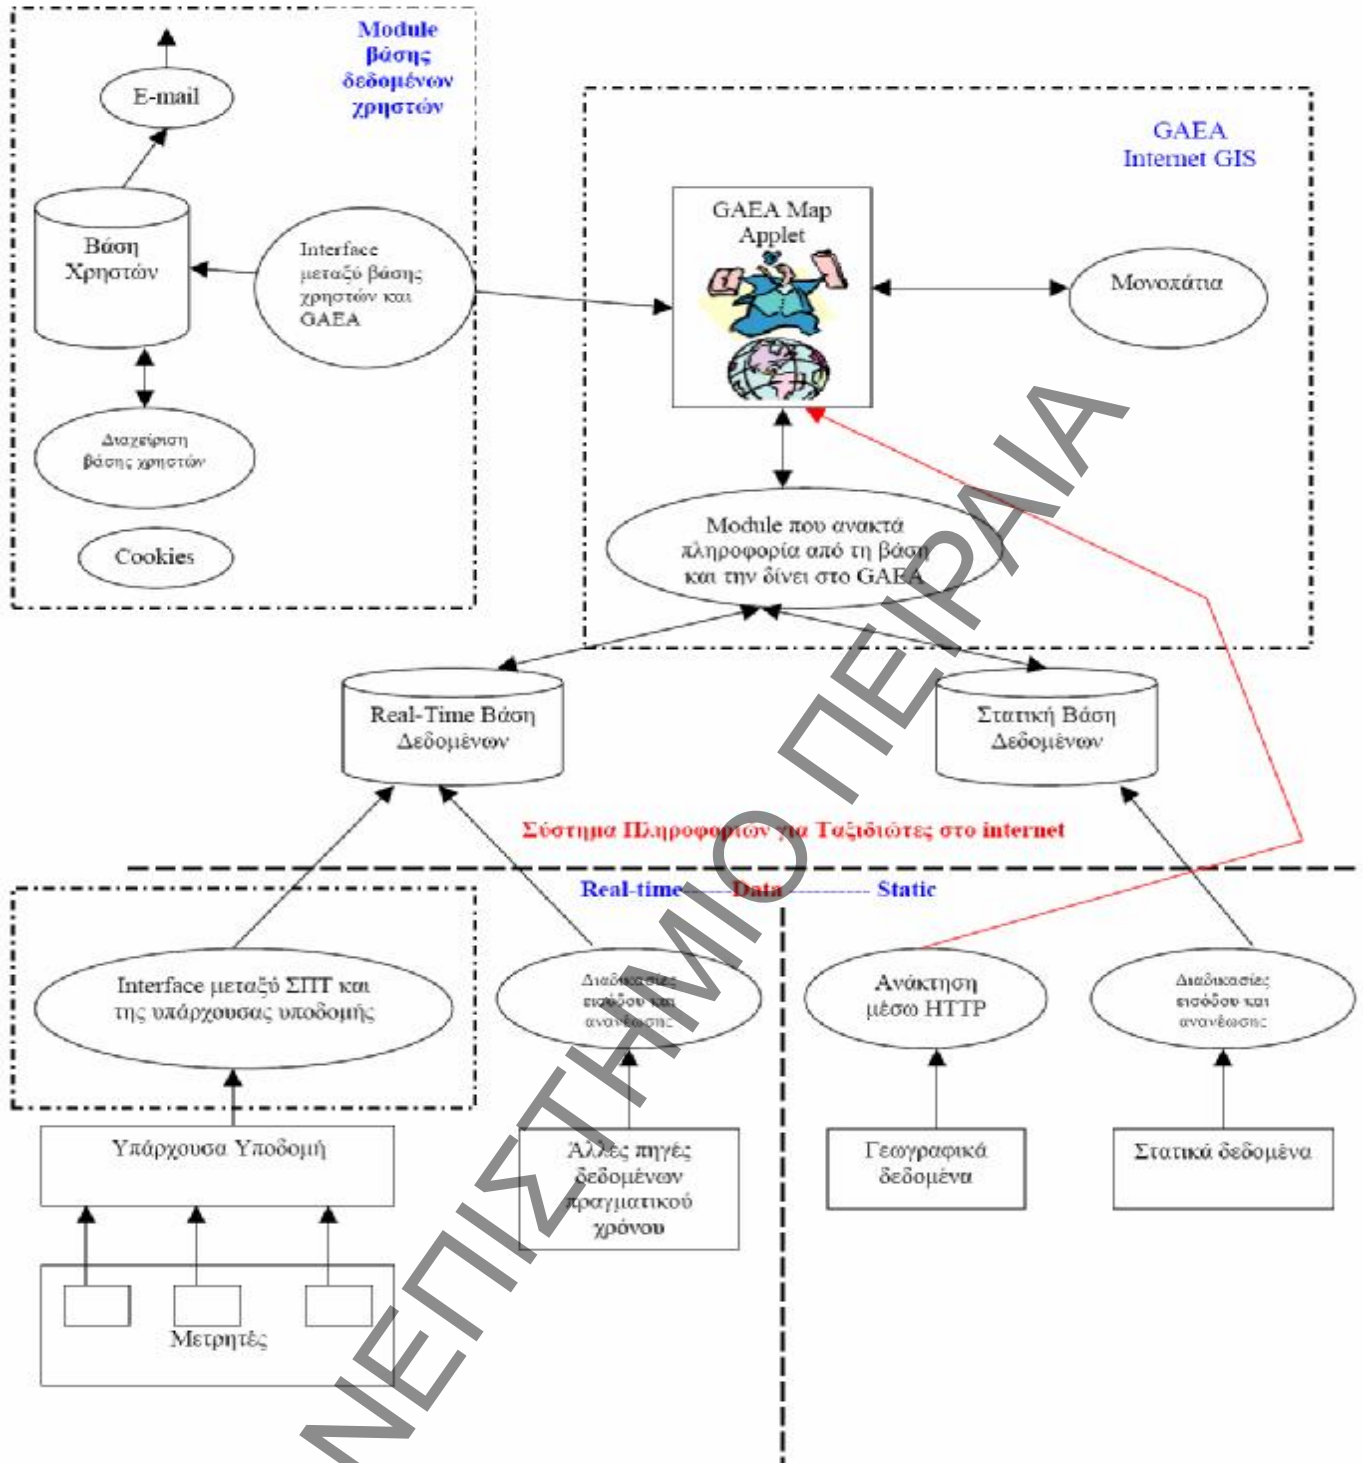 Module
βάσης
δεδομένων
χρηστών
E-mail
Βάση
Χρηστών
Interface
μεταξύ βάσης
χρηστών και
GAEA
Διαχείριση
βάσης χρηστών
Cookies
GAEA
Internet GIS
GAEA Map
Applet
Μονοπάτια
Module που ανακτά
πληροφορία από τη βάση
και την δίνει στο GAEA
Real-Time Βάση
Δεδομένων
Στατική Βάση
Δεδομένων
Σύστημα Πληροφοριών για Ταξιδιώτες στο internet
Real-time------Data----------Static
Interface μεταξύ ΣΠΤ και
της υπάρχουσας υποδομής
Διαδικασίες
εισόδου και
ανανέωσης
Ανάκτηση
μέσω HTTP
Διαδικασίες
εισόδου και
ανανέωσης
Υπάρχουσα Υποδομή
Άλλες πηγές
δεδομένων
πραγματικού
χρόνου
Γεωγραφικά
δεδομένα
Στατικά δεδομένα
Μετρητές
ΝΕΠΙΣΤΗΜΙΟ ΠΕΙΡΑΙΑ